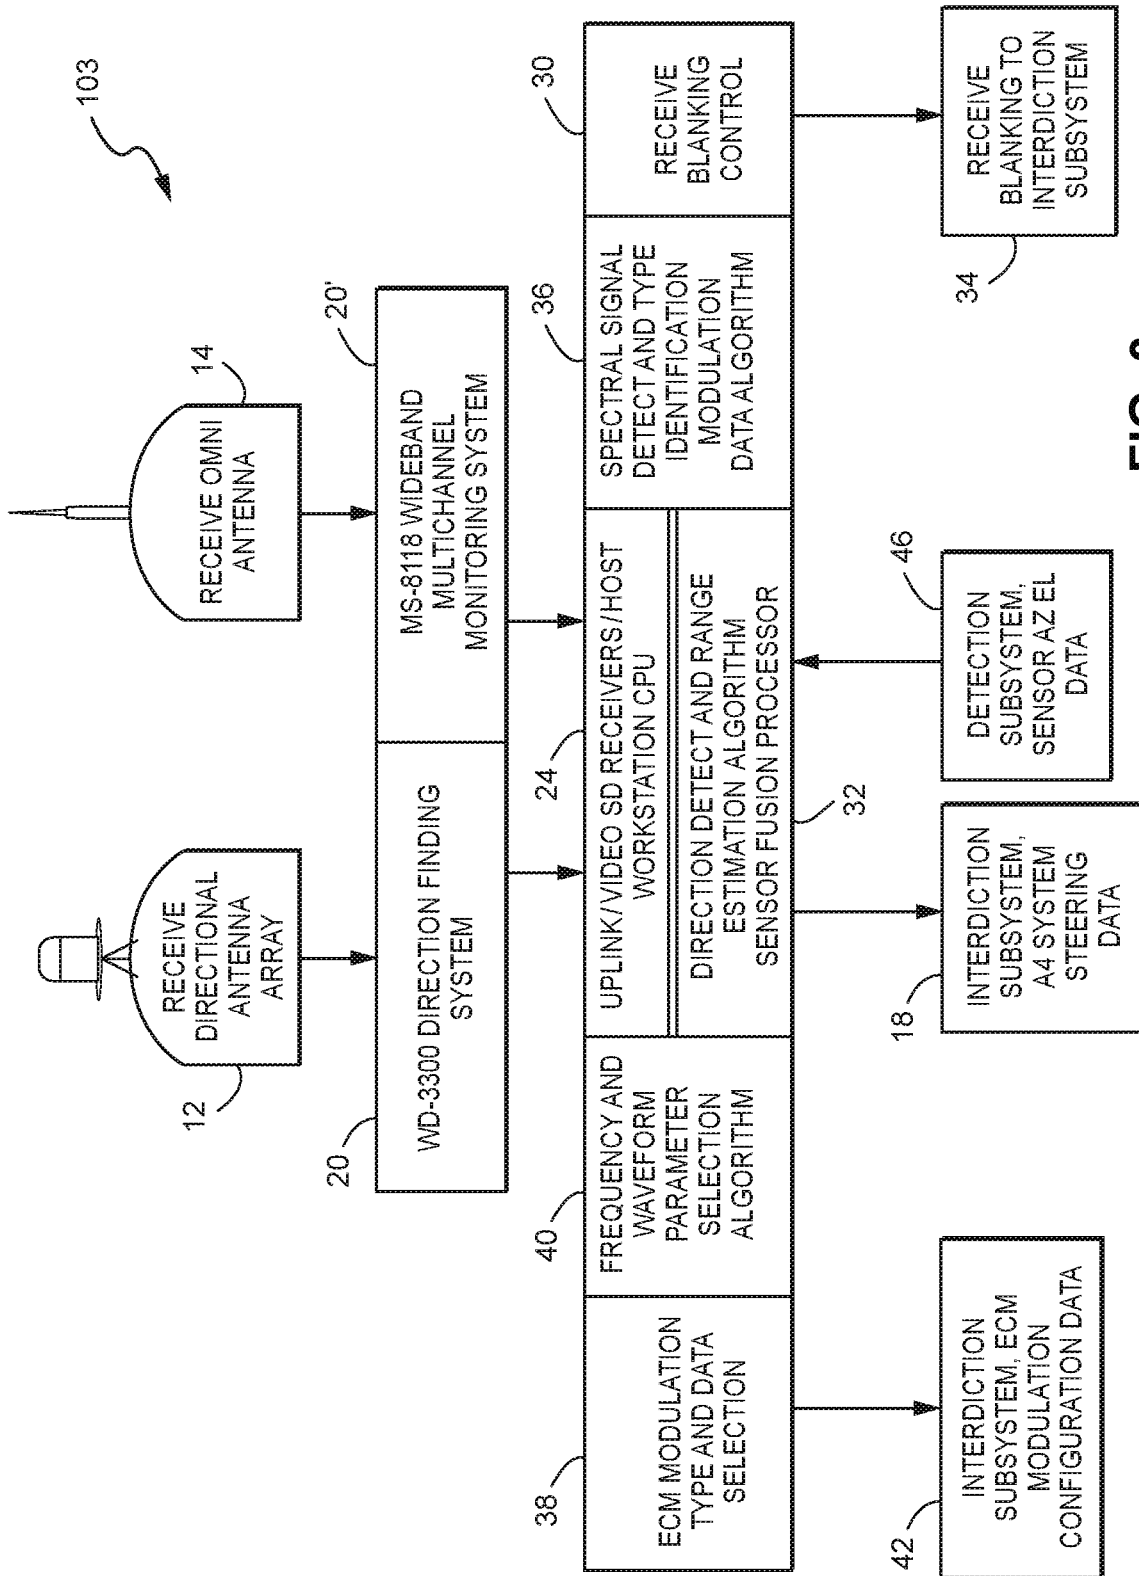 103
RECEIVE
DIRECTIONAL
ANTENNA
ARRAY
12
RECEIVE OMNI
ANTENNA
14
20
WD-3300 DIRECTION FINDING
SYSTEM
MS-8118 WIDEBAND
MULTICHANNEL
MONITORING SYSTEM
20'
38
ECM MODULATION
TYPE AND DATA
SELECTION
40
FREQUENCY AND
WAVEFORM
PARAMETER
SELECTION
ALGORITHM
24
UPLINK/VIDEO SD RECEIVERS/HOST
WORKSTATION CPU
DIRECTION DETECT AND RANGE
ESTIMATION ALGORITHM
SENSOR FUSION PROCESSOR
32
36
SPECTRAL SIGNAL
DETECT AND TYPE
IDENTIFICATION
MODULATION
DATA ALGORITHM
30
RECEIVE
BLANKING
CONTROL
42
INTERDICTION
SUBSYSTEM, ECM
MODULATION
CONFIGURATION DATA
18
INTERDICTION
SUBSYSTEM,
A4 SYSTEM
STEERING
DATA
46
DETECTION
SUBSYSTEM,
SENSOR AZ EL
DATA
34
RECEIVE
BLANKING TO
INTERDICTION
SUBSYSTEM
FIG.